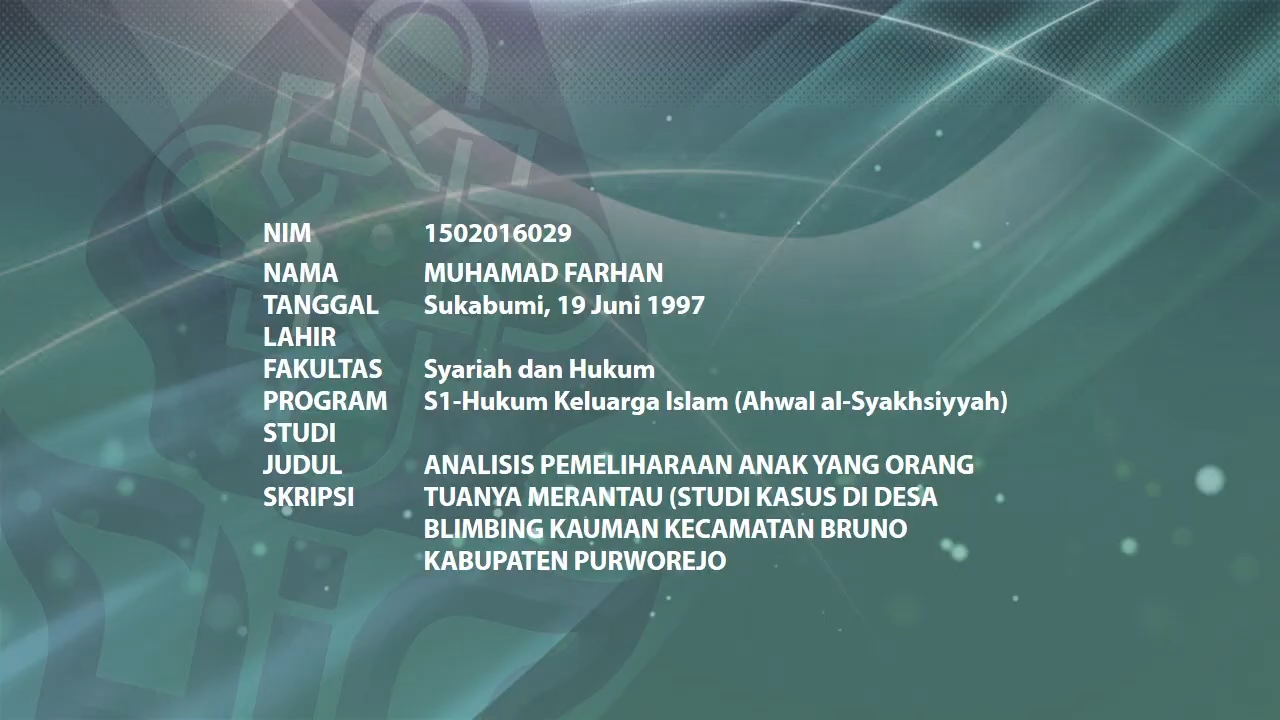 NIM 1502016029
NAMA MUHAMAD FARHAN
TANGGAL Sukabumi, 19 Juni 1997
LAHIR
FAKULTAS Syariah dan Hukum
PROGRAM S1-Hukum Keluarga Islam (Ahwal al-Syakhsiyyah)
STUDI
JUDUL ANALISIS PEMELIHARAAN ANAK YANG ORANG
SKRIPSI TUANYA MERANTAU (STUDI KASUS DI DESA
BLIMBING KAUMAN KECAMATAN BRUNO
KABUPATEN PURWOREJO